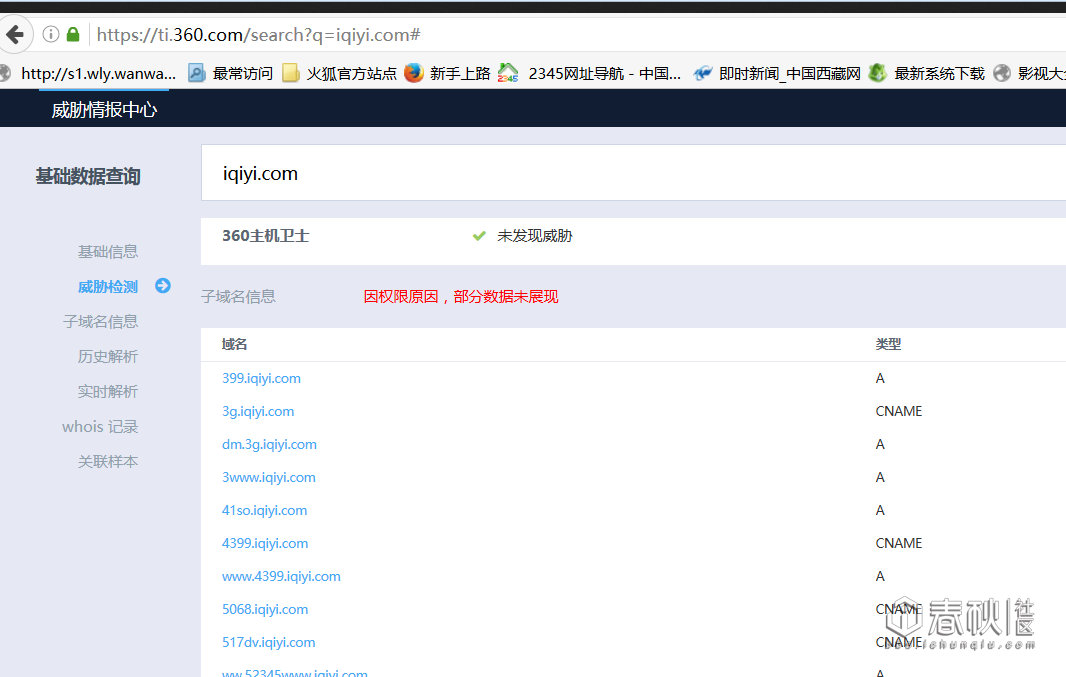 https://ti.360.com/search?q=iqiyi.com#
http://s1.wly.wanwa... 最常访问 火狐官方站点 新手上路 2345 2345网址导航 - 中国... 即时新闻_中国西藏网 最新系统下载 影视大
威胁情报中心
基础数据查询
iqiyi.com
360主机卫士 未发现威胁
基础信息
威胁检测
子域名信息 因权限原因，部分数据未展现
子域名信息
历史解析
实时解析
whois 记录
关联样本
域名 类型
399.iqiyi.com A
3g.iqiyi.com CNAME
dm.3g.iqiyi.com A
3www.iqiyi.com A
41so.iqiyi.com A
4399.iqiyi.com CNAME
www.4399.iqiyi.com A
5068.iqiyi.com CNAME
517dv.iqiyi.com CNAME
ww.52345www.iqiyi.com A
春秋社区